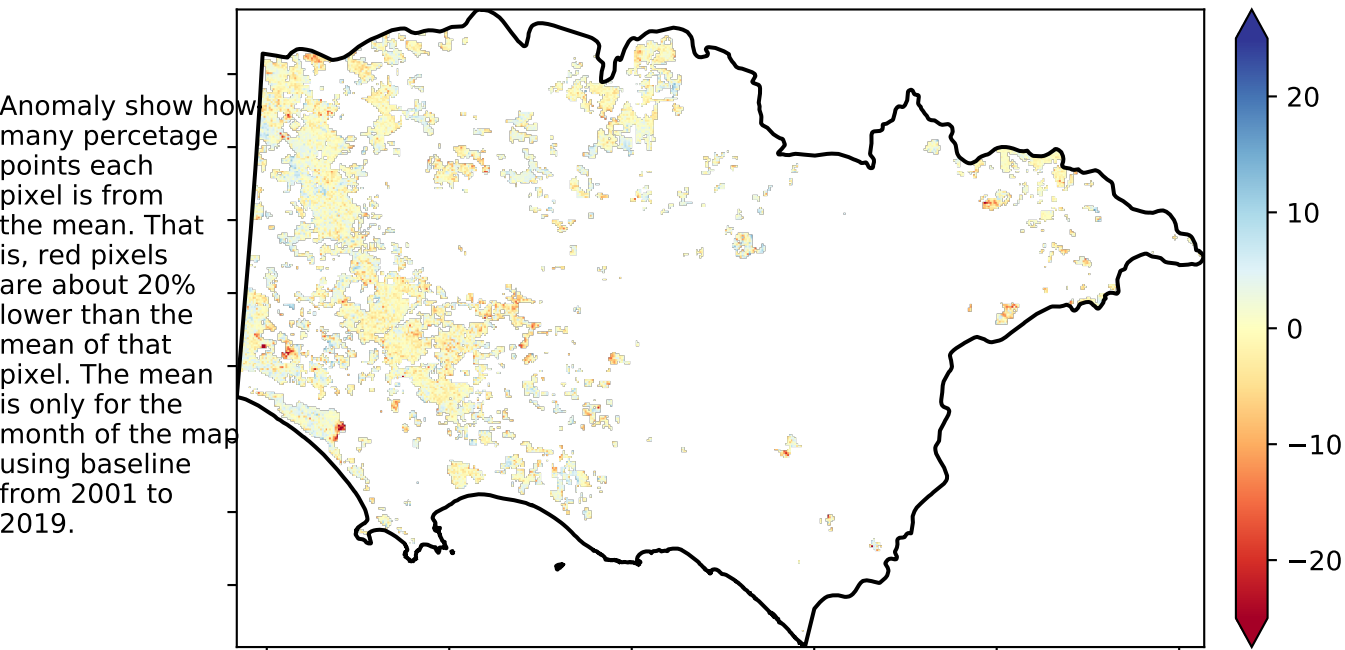 Anomaly show how
many percetage
points each
pixel is from
the mean. That
is, red pixels
are about 20%
lower than the
mean of that
pixel. The mean
is only for the
month of the map
using baseline
from 2001 to
2019.
20
10
0
−10
−20